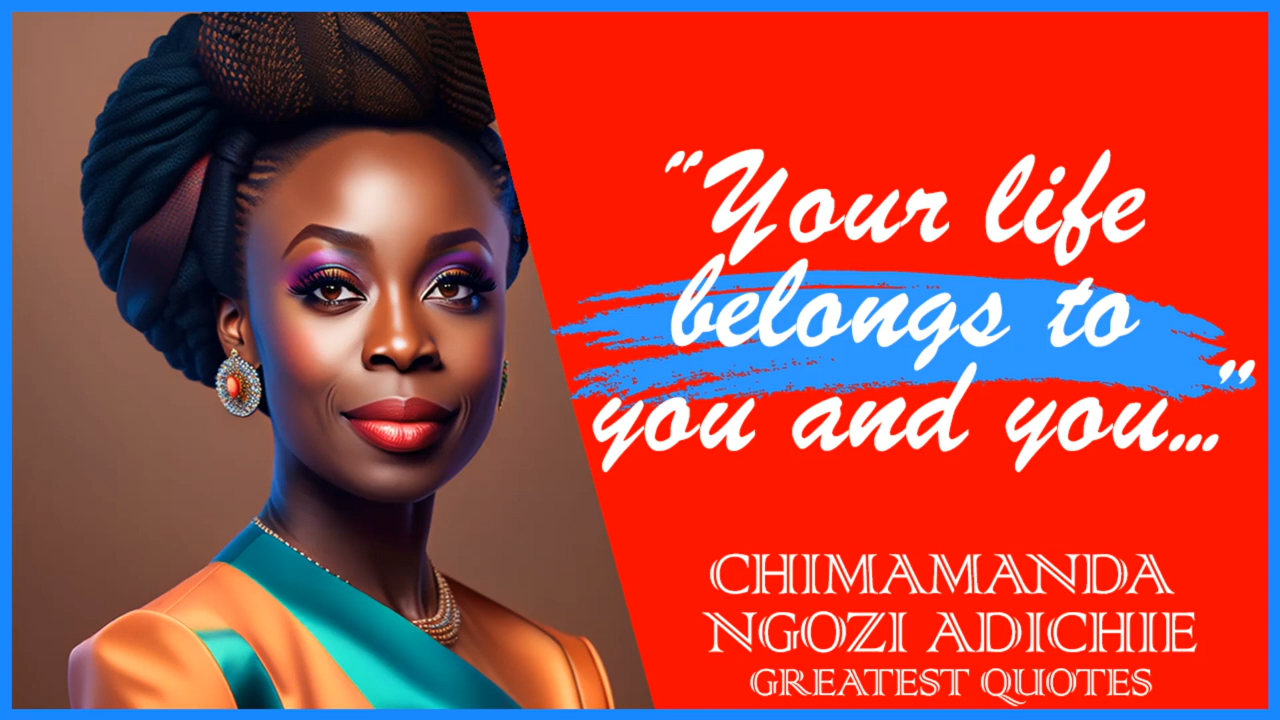 "Your life
belongs to
you and you..."
CHIMAMANDA
NGOZI ADICHIE
GREATEST QUOTES